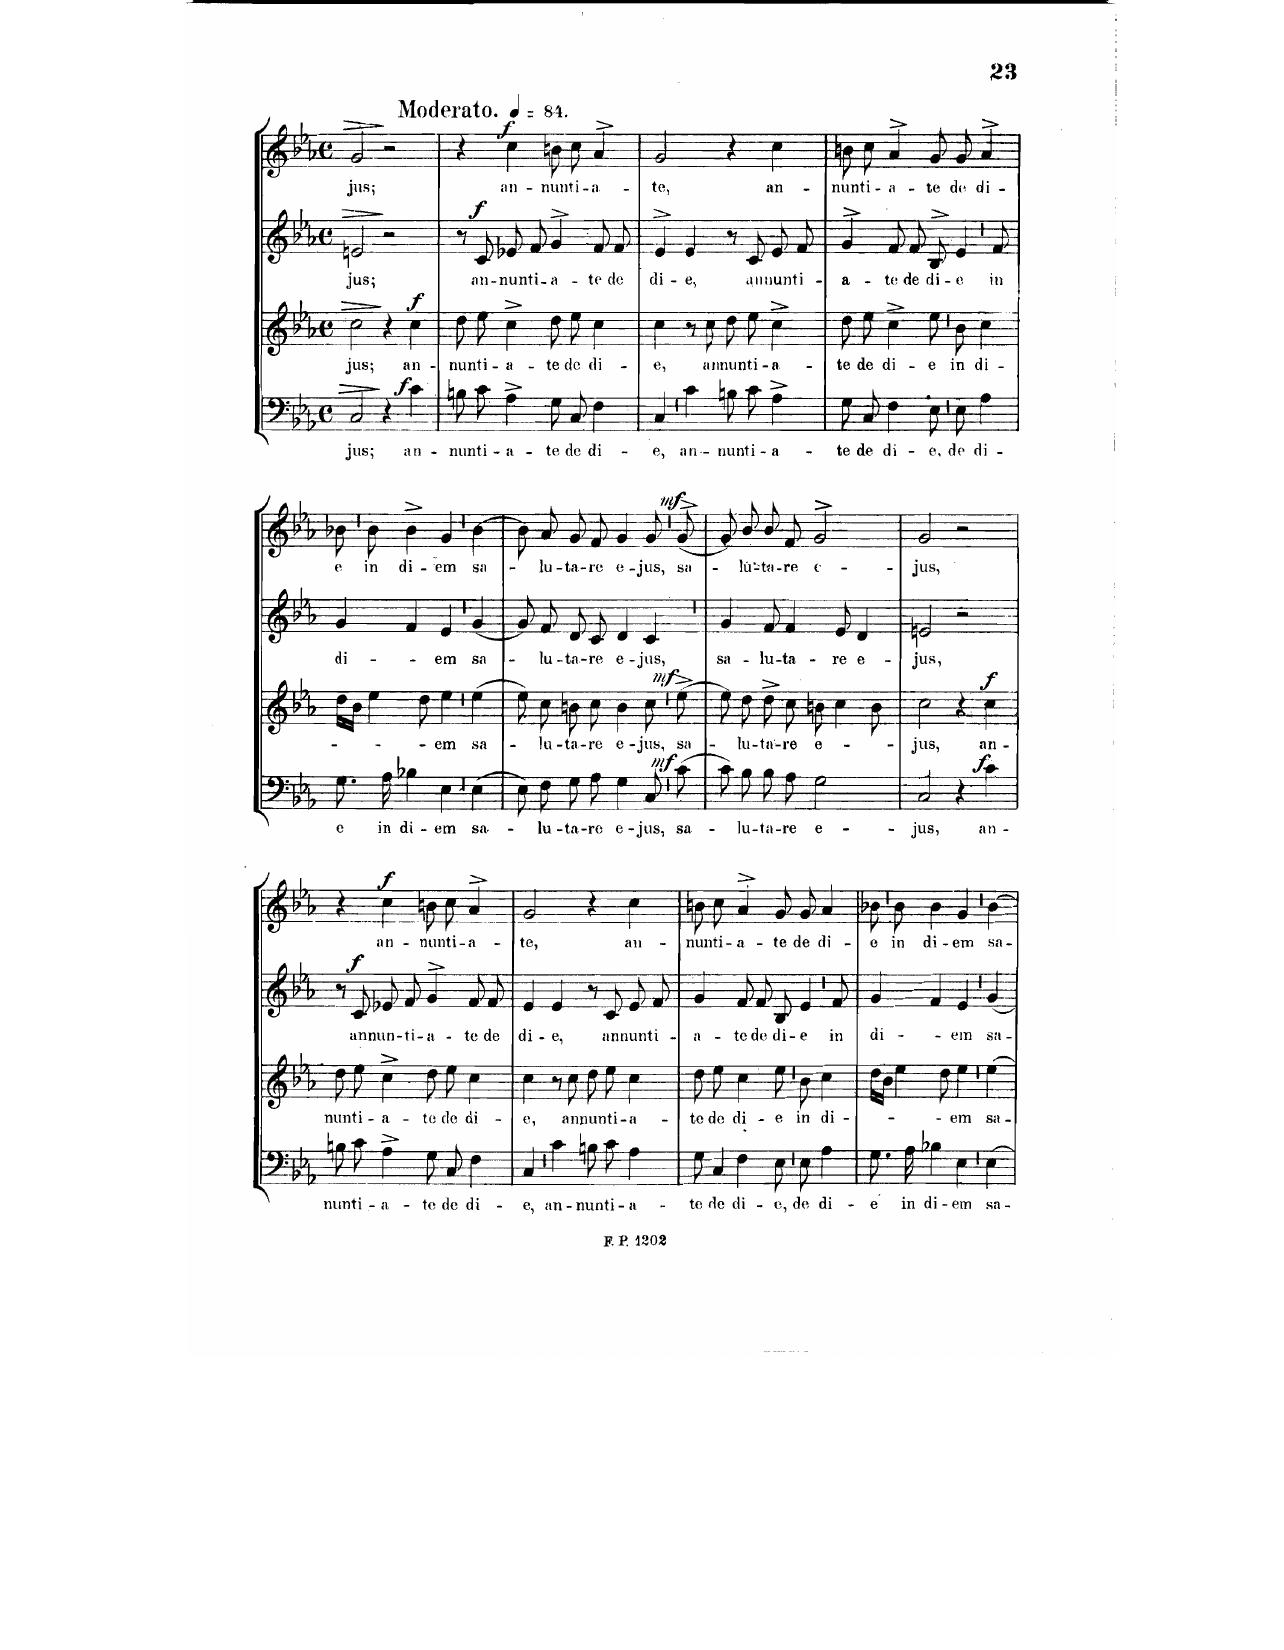 23
Moderato. ♩ = 84.
f
jus; an - nunti - a - te, an - nunti - a - te de di -
f
jus; an - nunti - a - te de di - e, annunti - a - te de di - e in
f
jus; an - nunti - a - te de di - e, annunti - a - te de di - e in di -
f
jus; an - nunti - a - te de di - e, an - nunti - a - te de di - e, de di -
mf
e in di - em sa - lu - ta - re e - jus, sa - lu - ta - re e - jus,
di - em sa - lu - ta - re e - jus, sa - lu - ta - re e - jus,
mf f
- em sa - lu - ta - re e - jus, sa - lu - ta - re e - jus, an -
mf f
e in di - em sa - lu - ta - re e - jus, sa - lu - ta - re e - jus, an -
f
an - nunti - a - te, an - nunti - a - te de di - e in di - em sa -
f
annun - ti - a - te de di - e, annunti - a - te de di - e in di - em sa -
nunti - a - te de di - e, annunti - a - te de di - e in di - em sa -
nunti - a - te de di - e, an - nunti - a - te de di - e, de di - e in di - em sa -
F. P. 1202